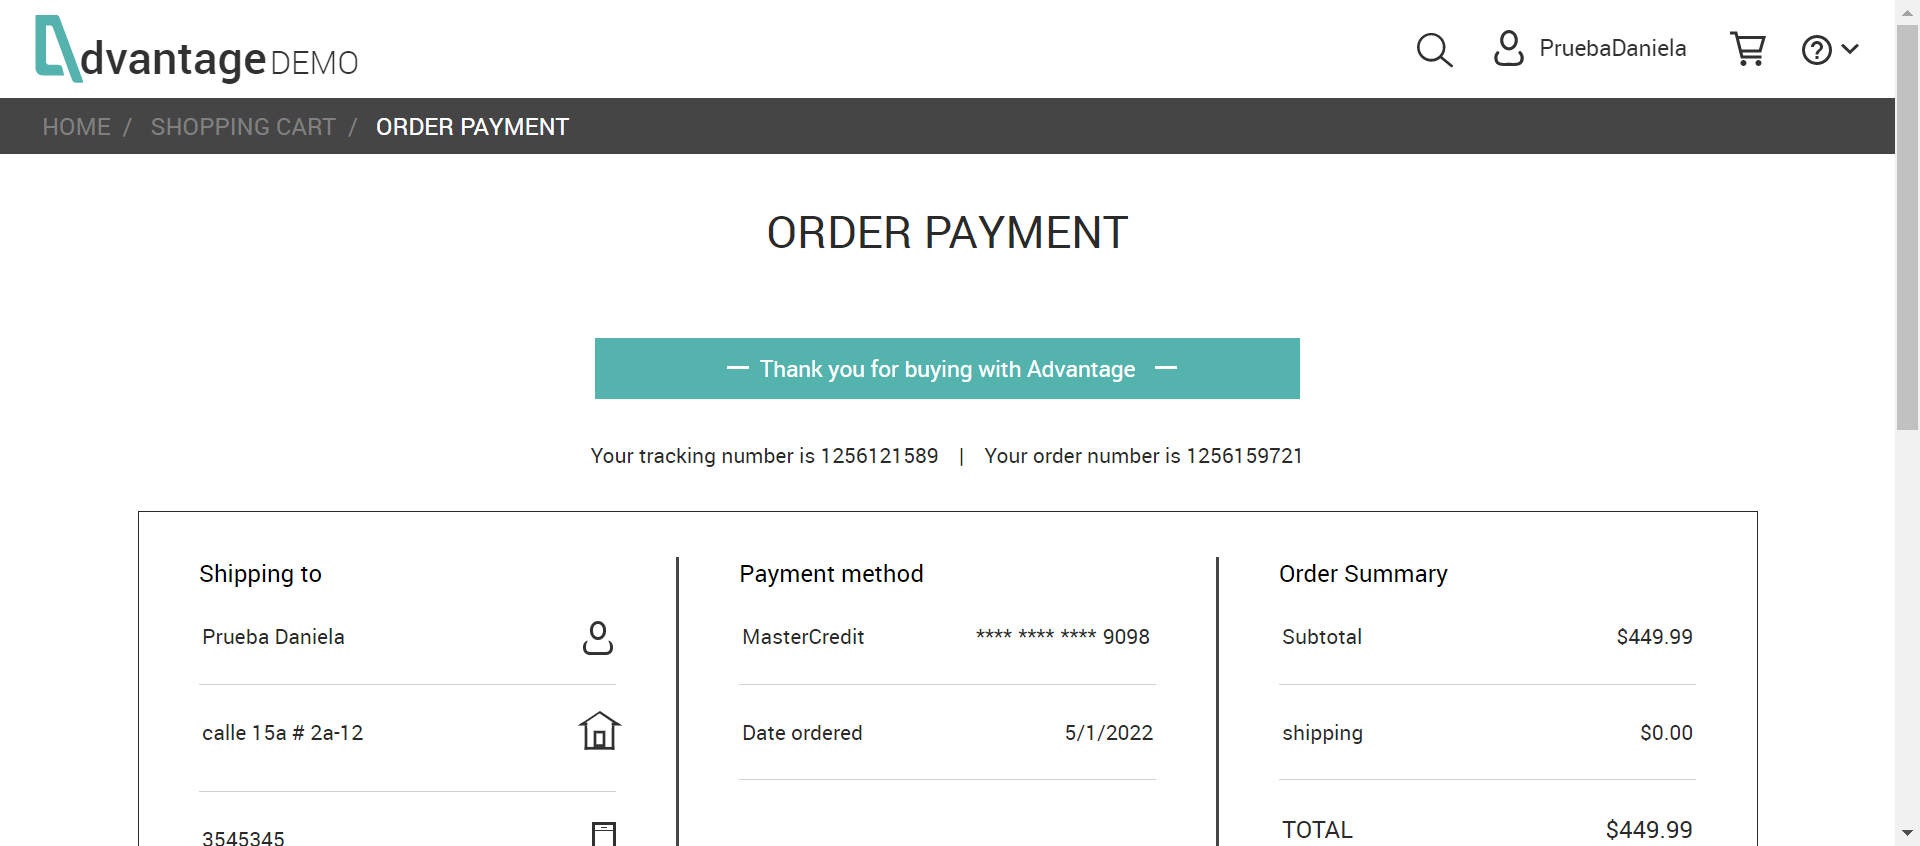 dvantage DEMO
PruebaDaniela
HOME / SHOPPING CART / ORDER PAYMENT
ORDER PAYMENT
— Thank you for buying with Advantage —
Your tracking number is 1256121589 | Your order number is 1256159721
Shipping to
Prueba Daniela
calle 15a # 2a-12
3545345
Payment method
MasterCredit **** **** **** 9098
Date ordered 5/1/2022
Order Summary
Subtotal $449.99
shipping $0.00
TOTAL $449.99